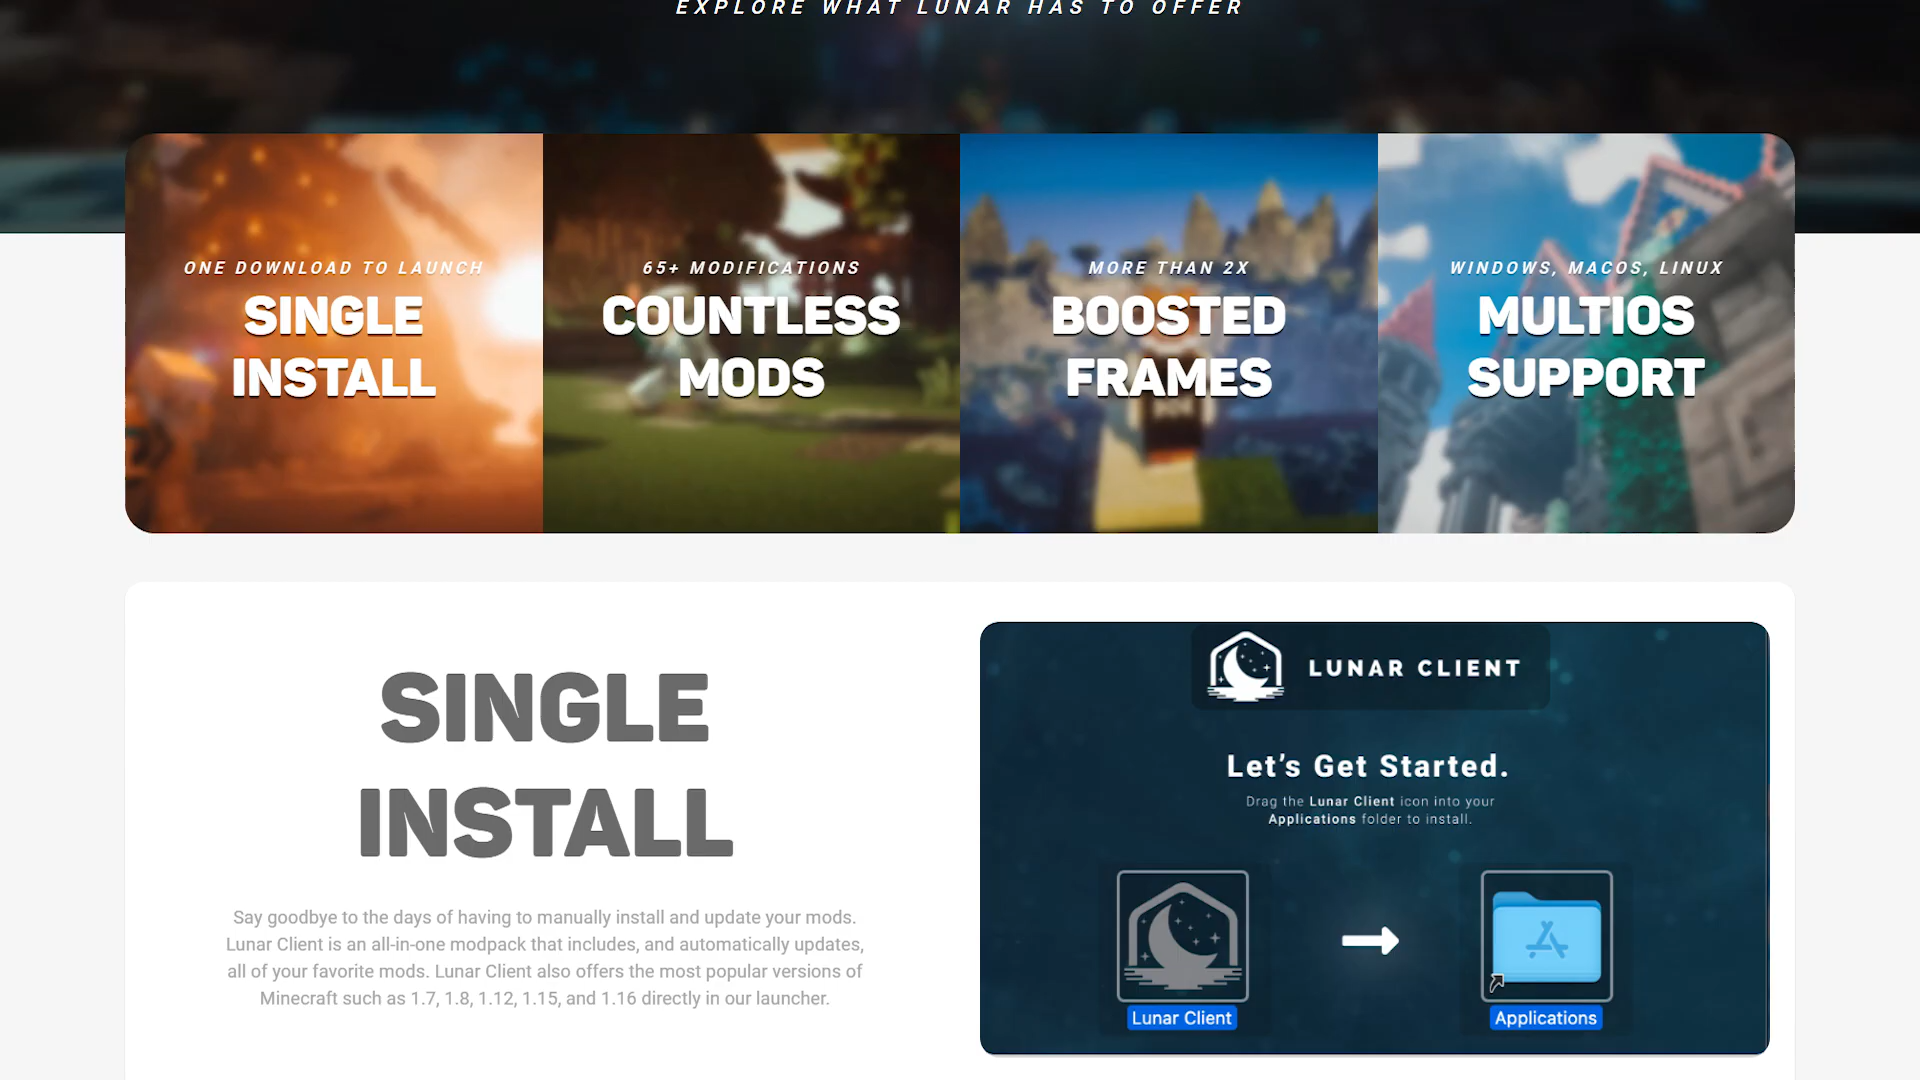 EXPLORE WHAT LUNAR HAS TO OFFER
ONE DOWNLOAD TO LAUNCH
SINGLE
INSTALL
65+ MODIFICATIONS
COUNTLESS
MODS
MORE THAN 2X
BOOSTED
FRAMES
WINDOWS, MACOS, LINUX
MULTIOS
SUPPORT
SINGLE
INSTALL
Say goodbye to the days of having to manually install and update your mods.
Lunar Client is an all-in-one modpack that includes, and automatically updates,
all of your favorite mods. Lunar Client also offers the most popular versions of
Minecraft such as 1.7, 1.8, 1.12, 1.15, and 1.16 directly in our launcher.
LUNAR CLIENT
Let's Get Started.
Drag the Lunar Client icon into your
Applications folder to install.
Lunar Client
Applications